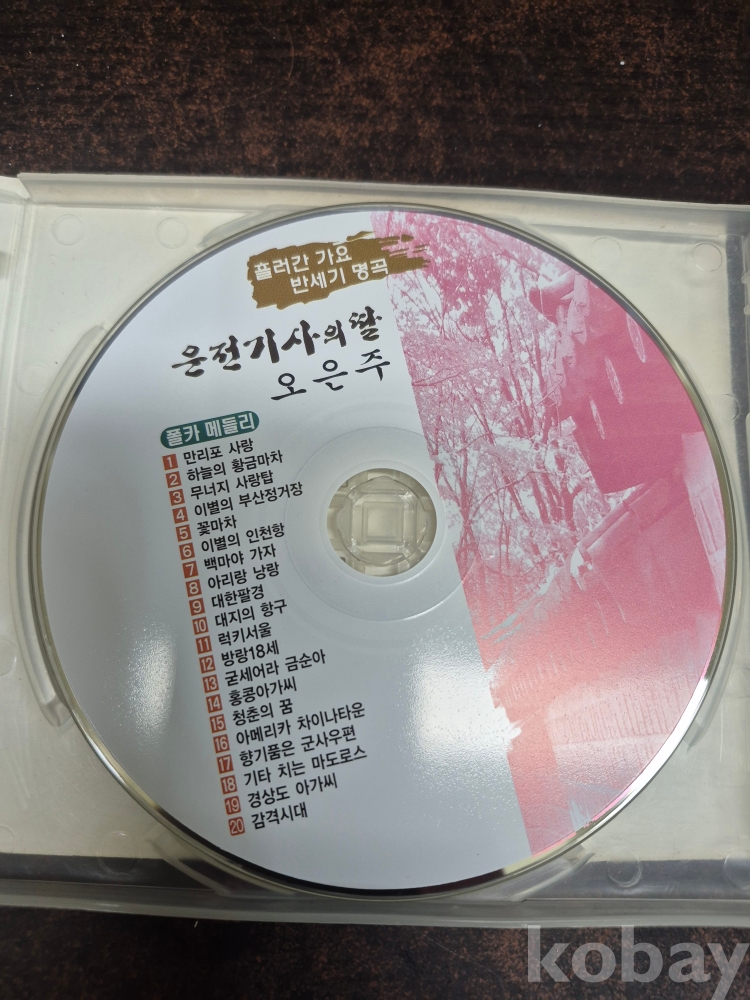 흘러간 가요
반세기 명곡
운전기사의 딸
오은주
폴카 메들리
1 만리포 사랑
2 하늘의 황금마차
3 무너지 사랑탑
4 이별의 부산정거장
5 꽃마차
6 이별의 인천항
7 백마야 가자
8 아리랑 낭랑
9 대한팔경
10 대지의 항구
11 럭키서울
12 방랑18세
13 굳세어라 금순아
14 홍콩아가씨
15 청춘의 꿈
16 아메리카 차이나타운
17 향기품은 군사우편
18 기타 치는 마도로스
19 경상도 아가씨
20 감격시대
kobay